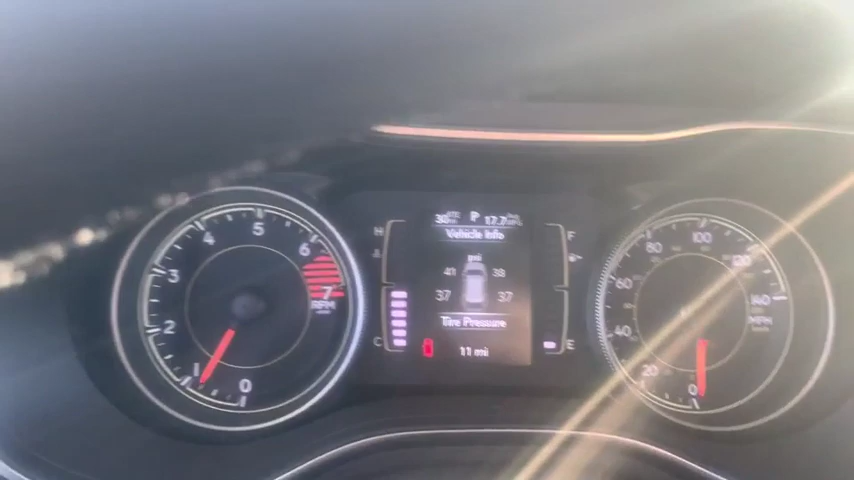 30 P 17.7
Vehicle Info
psi
41 38
37 37
Tire Pressure
11 mi
H
C
F
E
0
1
2
3
4
5
6
7
RPM
0
20
40
60
80
100
120
140
MPH